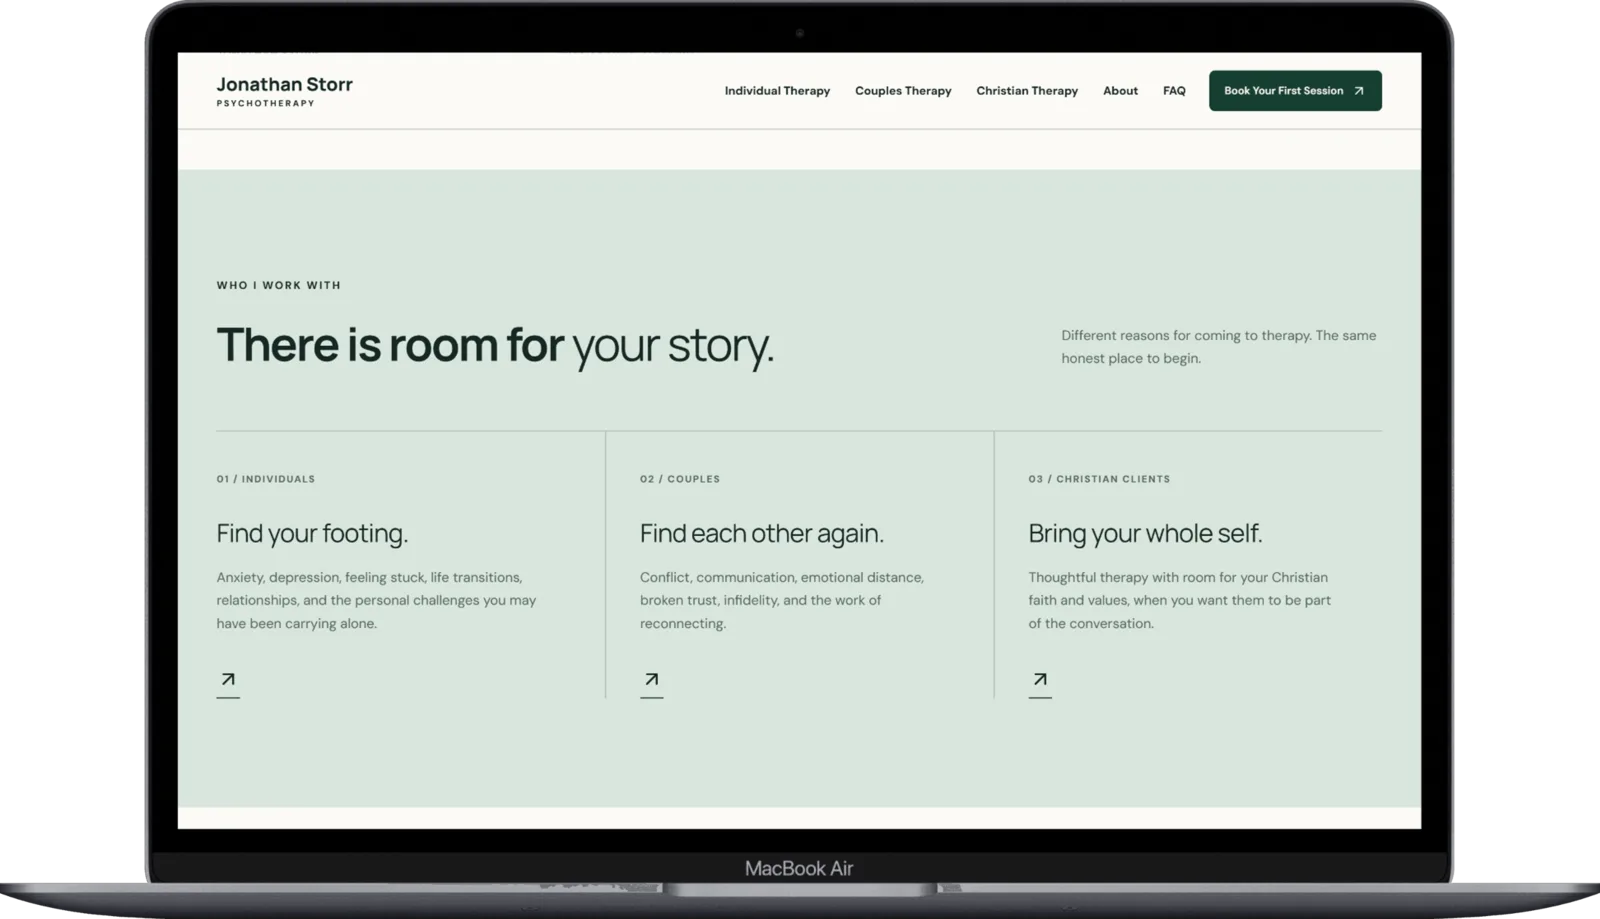 Jonathan Storr
PSYCHOTHERAPY
Individual Therapy
Couples Therapy
Christian Therapy
About
FAQ
Book Your First Session
WHO I WORK WITH
There is room for your story.
Different reasons for coming to therapy. The same
honest place to begin.
01 / INDIVIDUALS
Find your footing.
Anxiety, depression, feeling stuck, life transitions,
relationships, and the personal challenges you may
have been carrying alone.
02 / COUPLES
Find each other again.
Conflict, communication, emotional distance,
broken trust, infidelity, and the work of
reconnecting.
03 / CHRISTIAN CLIENTS
Bring your whole self.
Thoughtful therapy with room for your Christian
faith and values, when you want them to be part
of the conversation.
MacBook Air